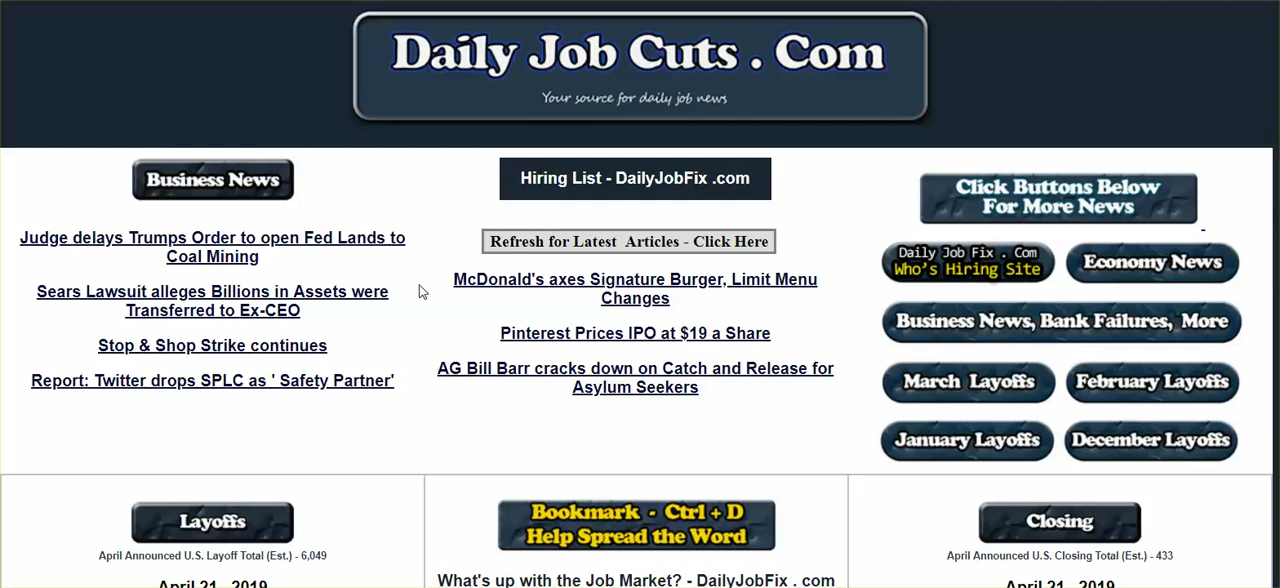 Daily Job Cuts . Com
Your source for daily job news
Business News
Judge delays Trumps Order to open Fed Lands to
Coal Mining
Sears Lawsuit alleges Billions in Assets were
Transferred to Ex-CEO
Stop & Shop Strike continues
Report: Twitter drops SPLC as ' Safety Partner'
Hiring List - DailyJobFix .com
Refresh for Latest Articles - Click Here
McDonald's axes Signature Burger, Limit Menu
Changes
Pinterest Prices IPO at $19 a Share
AG Bill Barr cracks down on Catch and Release for
Asylum Seekers
Click Buttons Below
For More News
Daily Job Fix . Com
Who's Hiring Site
Economy News
Business News, Bank Failures, More
March Layoffs
February Layoffs
January Layoffs
December Layoffs
Layoffs
April Announced U.S. Layoff Total (Est.) - 6,049
April 21 - 2019
Bookmark - Ctrl + D
Help Spread the Word
What's up with the Job Market? - DailyJobFix . com
Closing
April Announced U.S. Closing Total (Est.) - 433
April 21 - 2019